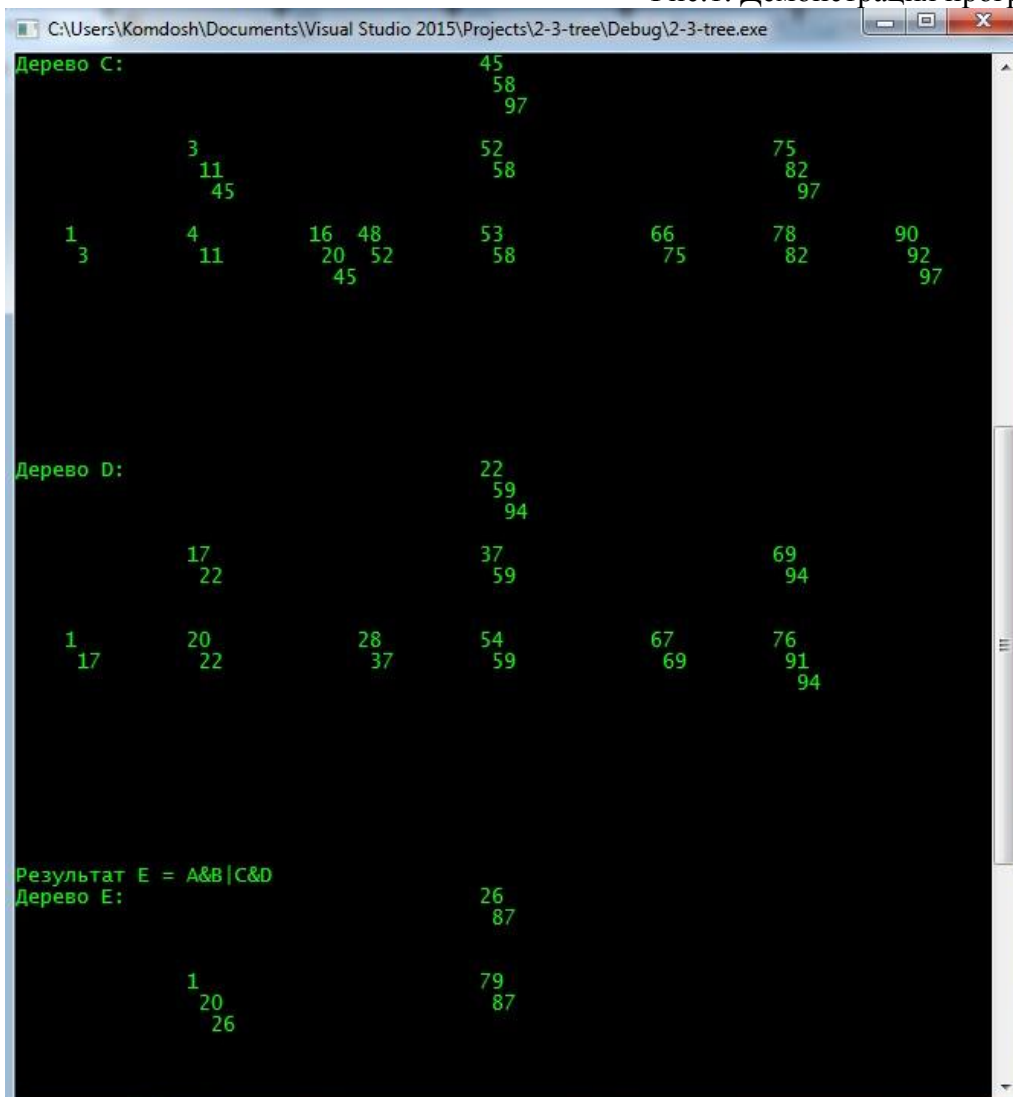 Рис.1. Демонстрация прогр
C:\Users\Komdosh\Documents\Visual Studio 2015\Projects\2-3-tree\Debug\2-3-tree.exe
Дерево C: 45
58
97
3 52 75
11 58 82
45 97
1 4 16 48 53 66 78 90
3 11 20 52 58 75 82 92
45 97
Дерево D: 22
59
94
17 37 69
22 59 94
1 20 28 54 67 76
17 22 37 59 69 91
94
Результат E = A&B|C&D
Дерево E: 26
87
1 79
20 87
26